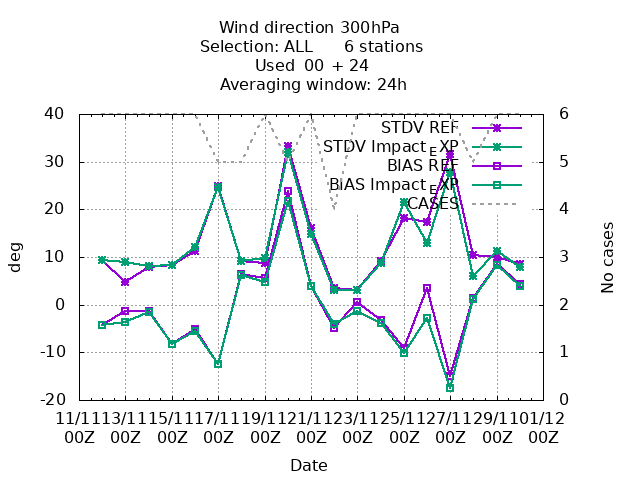 Wind direction 300hPa
Selection: ALL 6 stations
Used 00 + 24
Averaging window: 24h
STDV REF
STDV Impact_EXP
BIAS REF
BIAS Impact_EXP
CASES
40
30
20
10
0
-10
-20
6
5
4
3
2
1
0
deg
No cases
11/11 13/11 15/11 17/11 19/11 21/11 23/11 25/11 27/11 29/11 01/12
00Z 00Z 00Z 00Z 00Z 00Z 00Z 00Z 00Z 00Z 00Z
Date